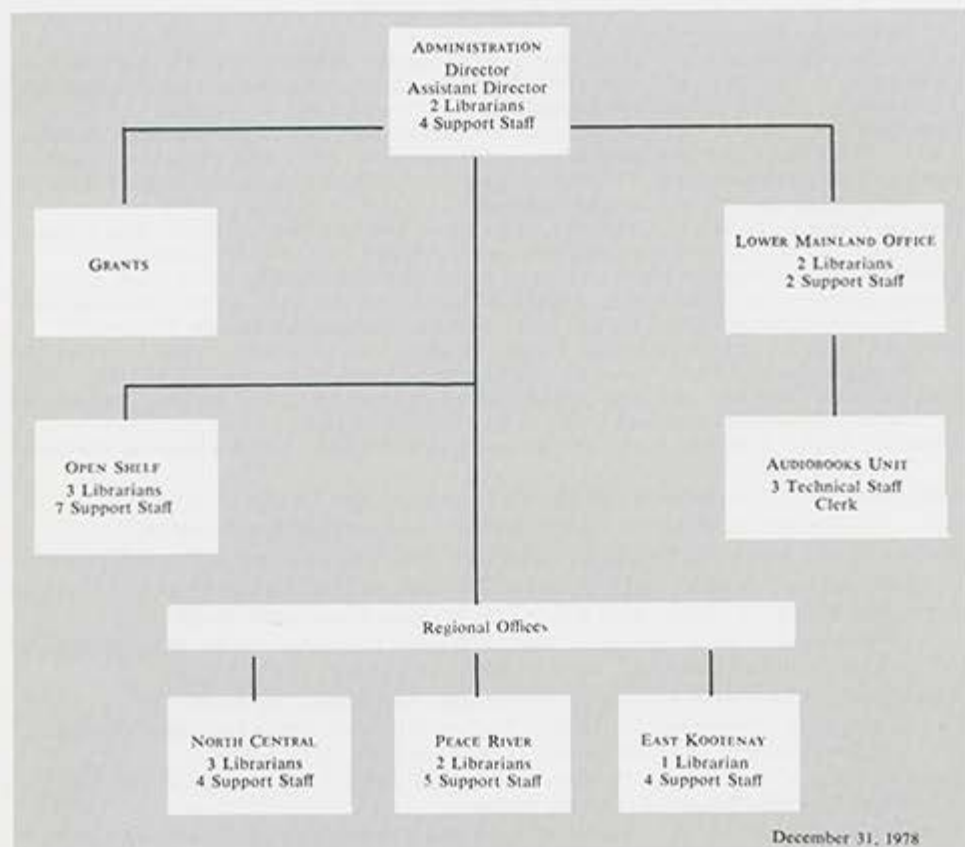 ADMINISTRATION
Director
Assistant Director
2 Librarians
4 Support Staff
GRANTS
LOWER MAINLAND OFFICE
2 Librarians
2 Support Staff
OPEN SHELF
3 Librarians
7 Support Staff
AUDIOBOOKS UNIT
3 Technical Staff
Clerk
Regional Offices
NORTH CENTRAL
3 Librarians
4 Support Staff
PEACE RIVER
2 Librarians
5 Support Staff
EAST KOOTENAY
1 Librarian
4 Support Staff
December 31, 1978